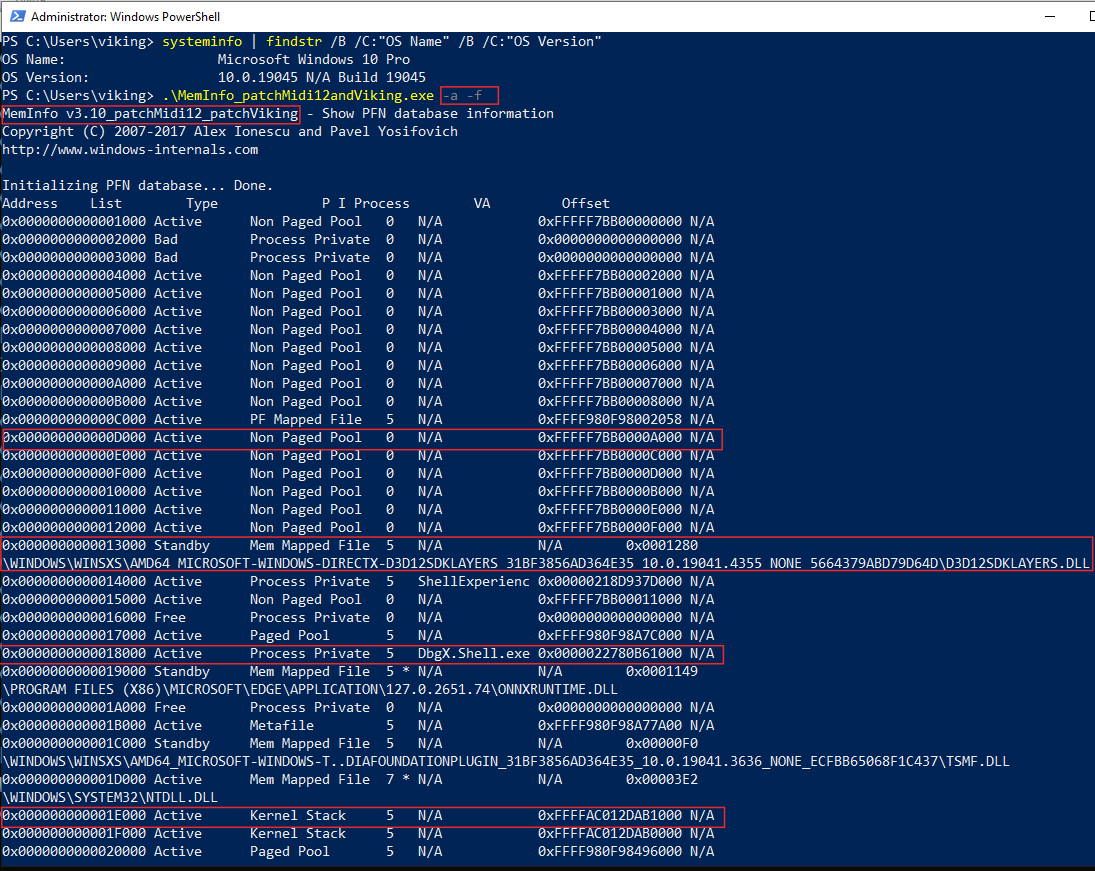 Administrator: Windows PowerShell
PS C:\Users\viking> systeminfo | findstr /B /C:"OS Name" /B /C:"OS Version"
OS Name:                   Microsoft Windows 10 Pro
OS Version:                10.0.19045 N/A Build 19045
PS C:\Users\viking> .\MemInfo_patchMidi12andViking.exe -a -f
MemInfo v3.10_patchMidi12_patchViking - Show PFN database information
Copyright (C) 2007-2017 Alex Ionescu and Pavel Yosifovich
http://www.windows-internals.com
Initializing PFN database... Done.
Address    List        Type             P I Process        VA         Offset
0x0000000000001000 Active      Non Paged Pool   0   N/A            0xFFFFF7BB00000000 N/A
0x0000000000002000 Bad         Process Private  0   N/A            0x0000000000000000 N/A
0x0000000000003000 Bad         Process Private  0   N/A            0x0000000000000000 N/A
0x0000000000004000 Active      Non Paged Pool   0   N/A            0xFFFFF7BB00002000 N/A
0x0000000000005000 Active      Non Paged Pool   0   N/A            0xFFFFF7BB00001000 N/A
0x0000000000006000 Active      Non Paged Pool   0   N/A            0xFFFFF7BB00003000 N/A
0x0000000000007000 Active      Non Paged Pool   0   N/A            0xFFFFF7BB00004000 N/A
0x0000000000008000 Active      Non Paged Pool   0   N/A            0xFFFFF7BB00005000 N/A
0x0000000000009000 Active      Non Paged Pool   0   N/A            0xFFFFF7BB00006000 N/A
0x000000000000A000 Active      Non Paged Pool   0   N/A            0xFFFFF7BB00007000 N/A
0x000000000000B000 Active      Non Paged Pool   0   N/A            0xFFFFF7BB00008000 N/A
0x000000000000C000 Active      PF Mapped File   5   N/A            0xFFFF980F98002058 N/A
0x000000000000D000 Active      Non Paged Pool   0   N/A            0xFFFFF7BB0000A000 N/A
0x000000000000E000 Active      Non Paged Pool   0   N/A            0xFFFFF7BB0000C000 N/A
0x000000000000F000 Active      Non Paged Pool   0   N/A            0xFFFFF7BB0000D000 N/A
0x0000000000010000 Active      Non Paged Pool   0   N/A            0xFFFFF7BB0000B000 N/A
0x0000000000011000 Active      Non Paged Pool   0   N/A            0xFFFFF7BB0000E000 N/A
0x0000000000012000 Active      Non Paged Pool   0   N/A            0xFFFFF7BB0000F000 N/A
0x0000000000013000 Standby     Mem Mapped File  5   N/A            N/A        0x0001280
\WINDOWS\WINSXS\AMD64_MICROSOFT-WINDOWS-DIRECTX-D3D12SDKLAYERS_31BF3856AD364E35_10.0.19041.4355_NONE_5664379ABD79D64D\D3D12SDKLAYERS.DLL
0x0000000000014000 Active      Process Private  5   ShellExperienc 0x00000218D937D000 N/A
0x0000000000015000 Active      Non Paged Pool   0   N/A            0xFFFFF7BB00011000 N/A
0x0000000000016000 Free        Process Private  0   N/A            0x0000000000000000 N/A
0x0000000000017000 Active      Paged Pool       5   N/A            0xFFFF980F98A7C000 N/A
0x0000000000018000 Active      Process Private  5   DbgX.Shell.exe 0x0000022780B61000 N/A
0x0000000000019000 Standby     Mem Mapped File  5 * N/A            N/A        0x0001149
\PROGRAM FILES (X86)\MICROSOFT\EDGE\APPLICATION\127.0.2651.74\ONNXRUNTIME.DLL
0x000000000001A000 Free        Process Private  0   N/A            0x0000000000000000 N/A
0x000000000001B000 Active      Metafile         5   N/A            0xFFFF980F98A77A00 N/A
0x000000000001C000 Standby     Mem Mapped File  5   N/A            N/A        0x00000F0
\WINDOWS\WINSXS\AMD64_MICROSOFT-WINDOWS-T..DIAFOUNDATIONPLUGIN_31BF3856AD364E35_10.0.19041.3636_NONE_ECFBB65068F1C437\TSMF.DLL
0x000000000001D000 Active      Mem Mapped File  7 * N/A            N/A        0x00003E2
\WINDOWS\SYSTEM32\NTDLL.DLL
0x000000000001E000 Active      Kernel Stack     5   N/A            0xFFFFAC012DAB1000 N/A
0x000000000001F000 Active      Kernel Stack     5   N/A            0xFFFFAC012DAB0000 N/A
0x0000000000020000 Active      Paged Pool       5   N/A            0xFFFF980F98496000 N/A